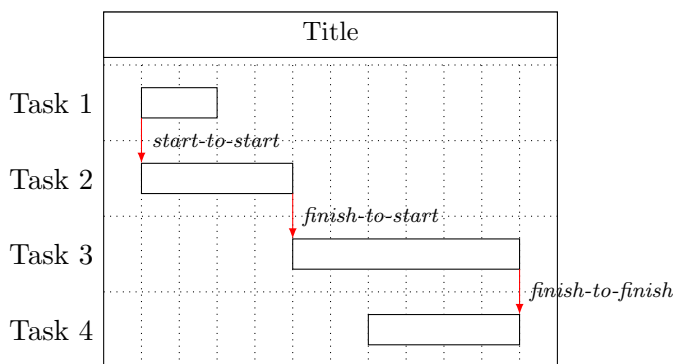 Title
Task 1
start-to-start
Task 2
finish-to-start
Task 3
finish-to-finish
Task 4